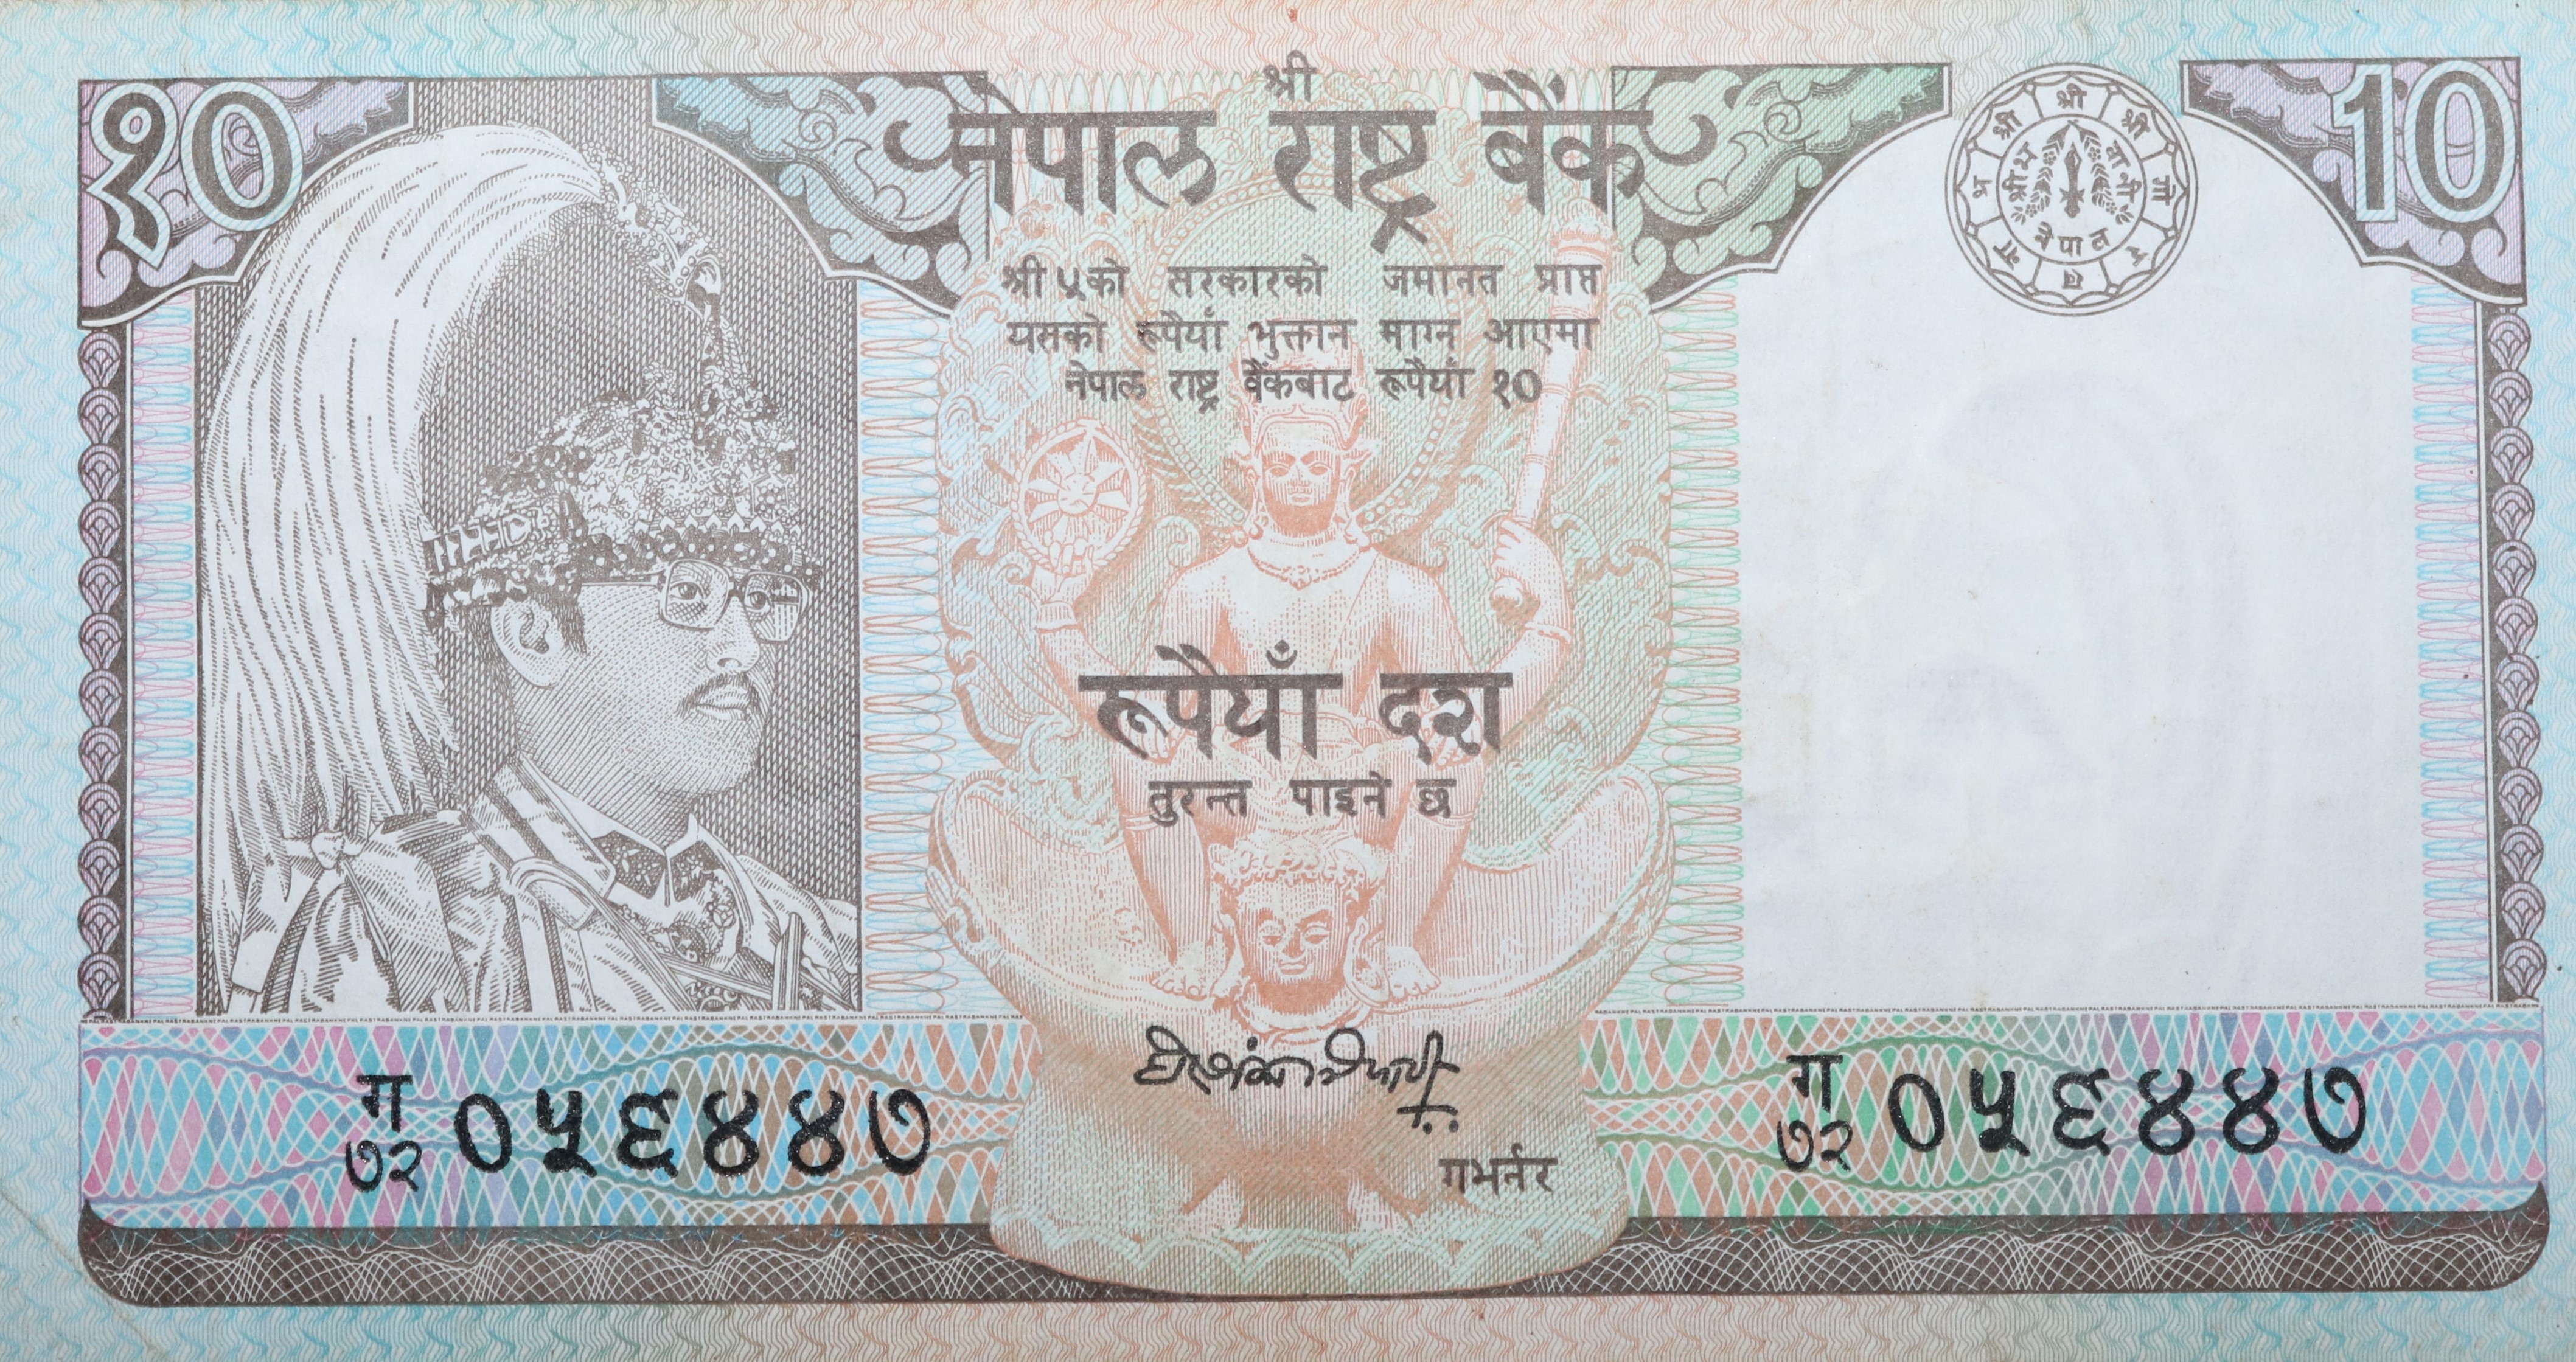 श्री
१०
नेपाल राष्ट्र बैंक
10
श्री ५को सरकारको जमानत प्राप्त
यसको रूपैयाँ भुक्तान माग्न आएमा
नेपाल राष्ट्र बैंकबाट रूपैयाँ १०
रूपैयाँ दश
तुरन्त पाइने छ
ग
७२ ०५६४४७
ग
७२ ०५६४४७
गभर्नर
श्री श्री श्री
नेपाल